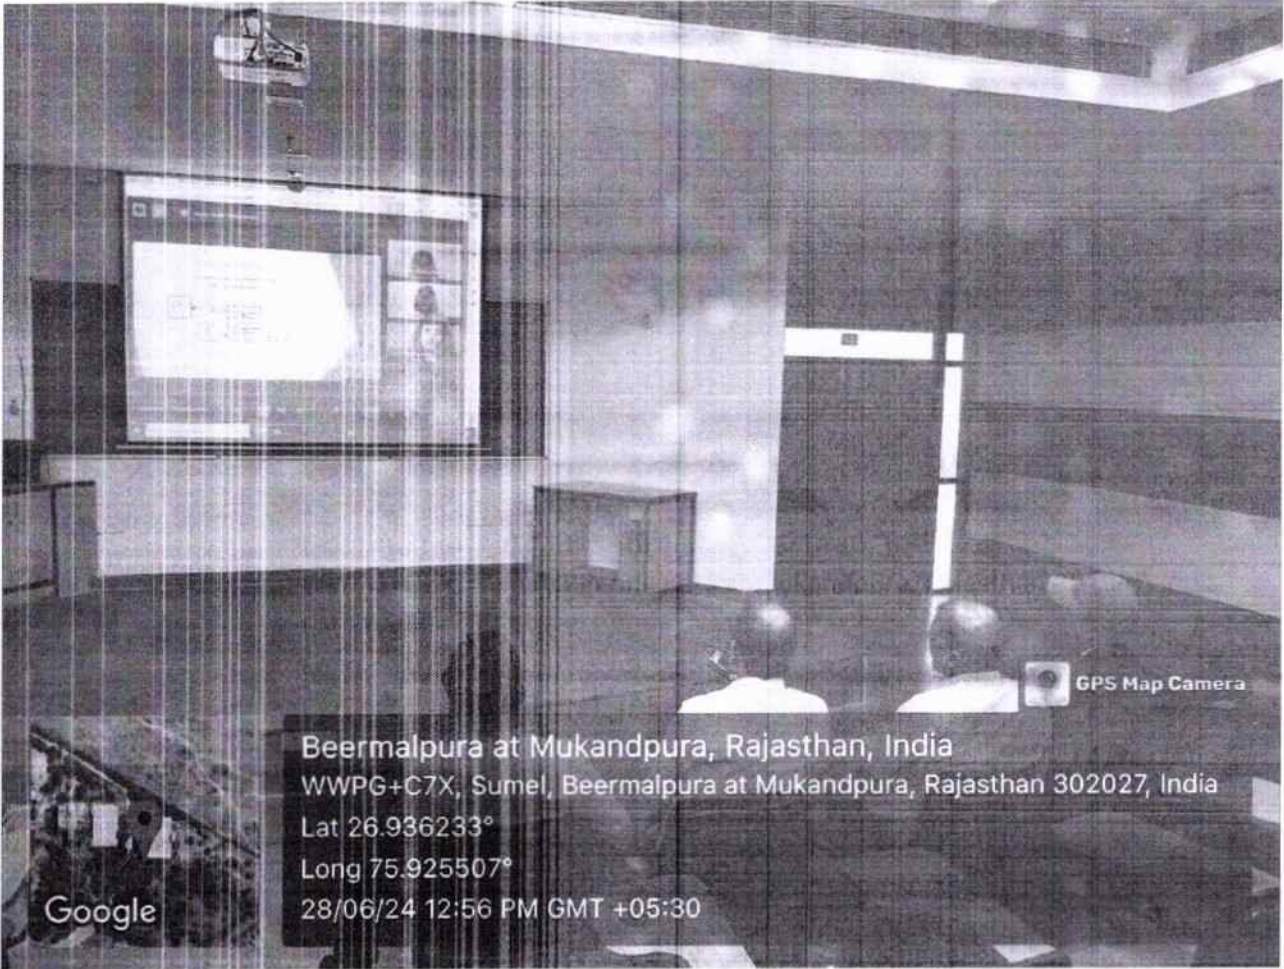 GPS Map Camera
Beermalpura at Mukandpura, Rajasthan, India
WWPG+C7X, Sumel, Beermalpura at Mukandpura, Rajasthan 302027, India
Lat 26.936233°
Long 75.925507°
28/06/24 12:56 PM GMT +05:30
Google